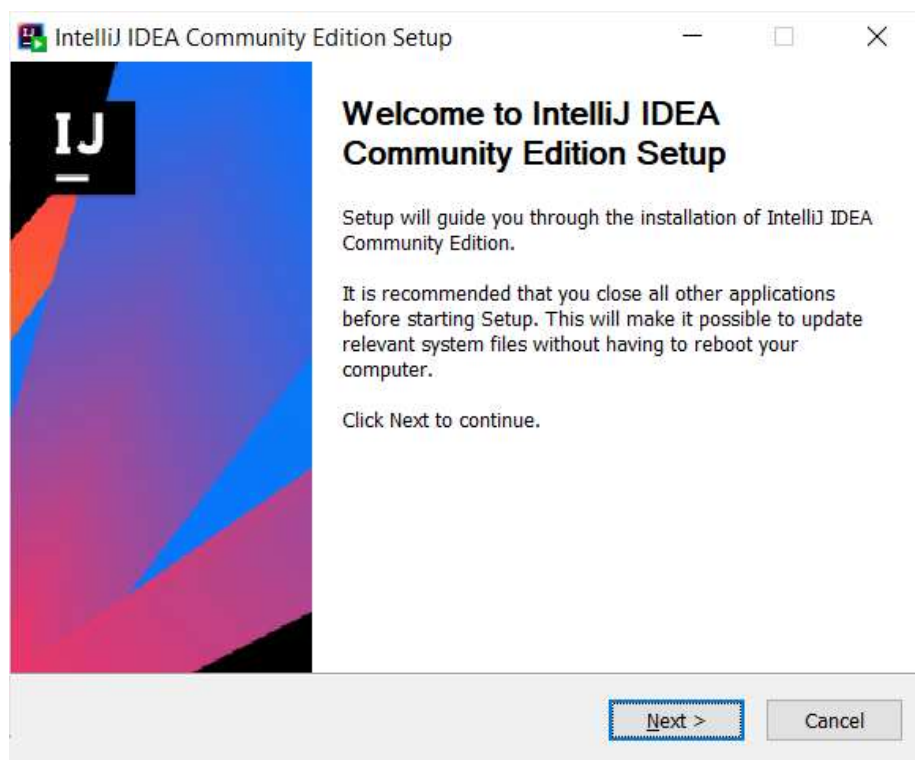 IntelliJ IDEA Community Edition Setup
IJ
Welcome to IntelliJ IDEA
Community Edition Setup
Setup will guide you through the installation of IntelliJ IDEA
Community Edition.
It is recommended that you close all other applications
before starting Setup. This will make it possible to update
relevant system files without having to reboot your
computer.
Click Next to continue.
Next >
Cancel